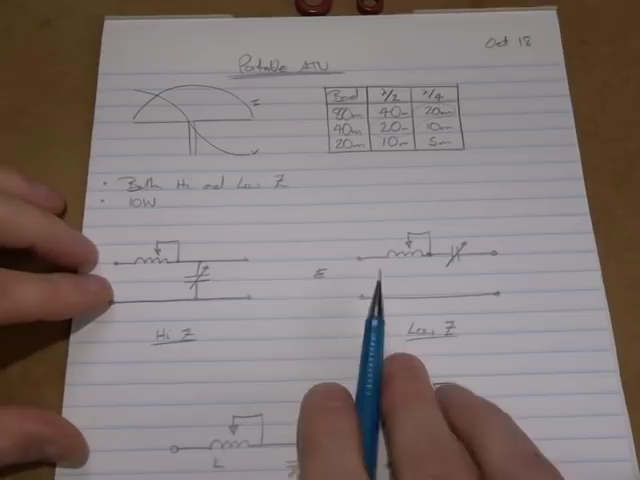 Oct 18
Portable ATU
I
V
Band λ/2 λ/4
80m 40m 20m
40m 20m 10m
20m 10m 5m
• Both Hi and Low Z
• 10W
Hi Z
Low Z
L